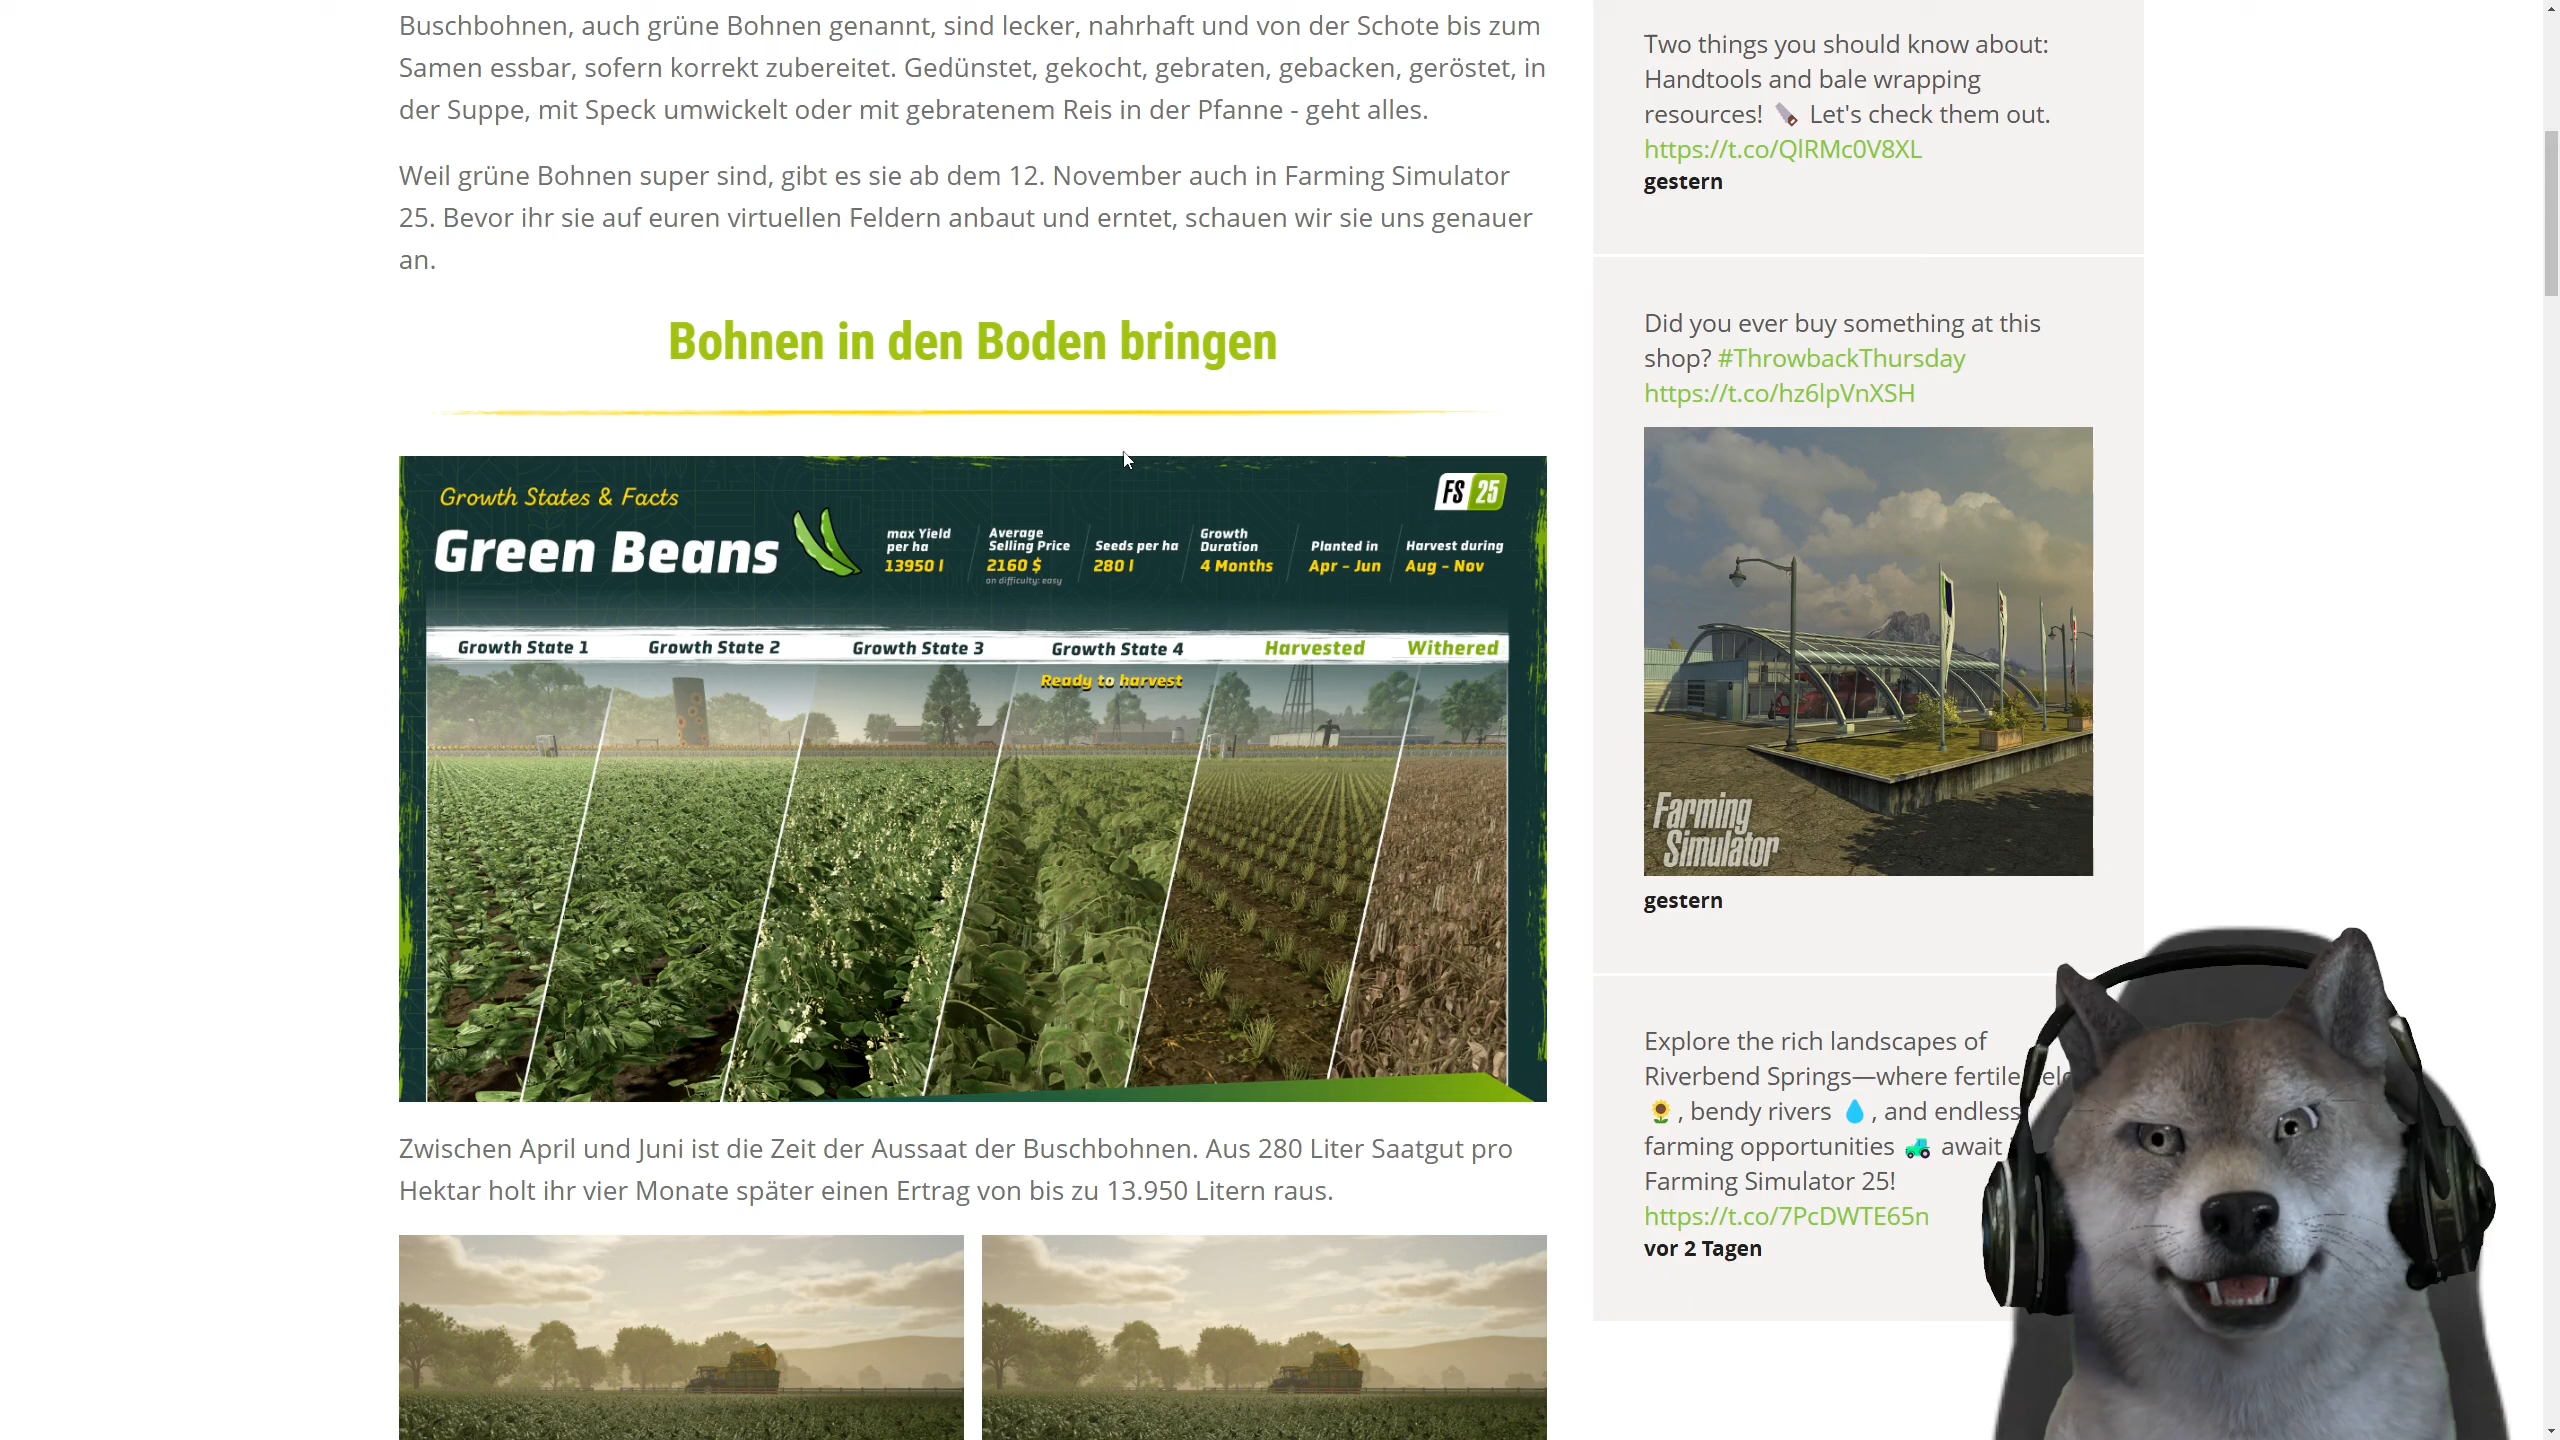 Buschbohnen, auch grüne Bohnen genannt, sind lecker, nahrhaft und von der Schote bis zum
Samen essbar, sofern korrekt zubereitet. Gedünstet, gekocht, gebraten, gebacken, geröstet, in
der Suppe, mit Speck umwickelt oder mit gebratenem Reis in der Pfanne - geht alles.
Weil grüne Bohnen super sind, gibt es sie ab dem 12. November auch in Farming Simulator
25. Bevor ihr sie auf euren virtuellen Feldern anbaut und erntet, schauen wir sie uns genauer
an.
Bohnen in den Boden bringen
Growth States & Facts
Green Beans
FS 25
max Yield
per ha
13950 l
Average
Selling Price
2160 $
on difficulty: easy
Seeds per ha
280 l
Growth
Duration
4 Months
Planted in
Apr - Jun
Harvest during
Aug - Nov
Growth State 1
Growth State 2
Growth State 3
Growth State 4
Ready to harvest
Harvested
Withered
Zwischen April und Juni ist die Zeit der Aussaat der Buschbohnen. Aus 280 Liter Saatgut pro
Hektar holt ihr vier Monate später einen Ertrag von bis zu 13.950 Litern raus.
Two things you should know about:
Handtools and bale wrapping
resources! 🪚 Let's check them out.
https://t.co/QlRMc0V8XL
gestern
Did you ever buy something at this
shop? #ThrowbackThursday
https://t.co/hz6lpVnXSH
Farming
Simulator
gestern
Explore the rich landscapes of
Riverbend Springs—where fertile
🌻, bendy rivers 💧, and endless
farming opportunities 🚜 await
Farming Simulator 25!
https://t.co/7PcDWTE65n
vor 2 Tagen